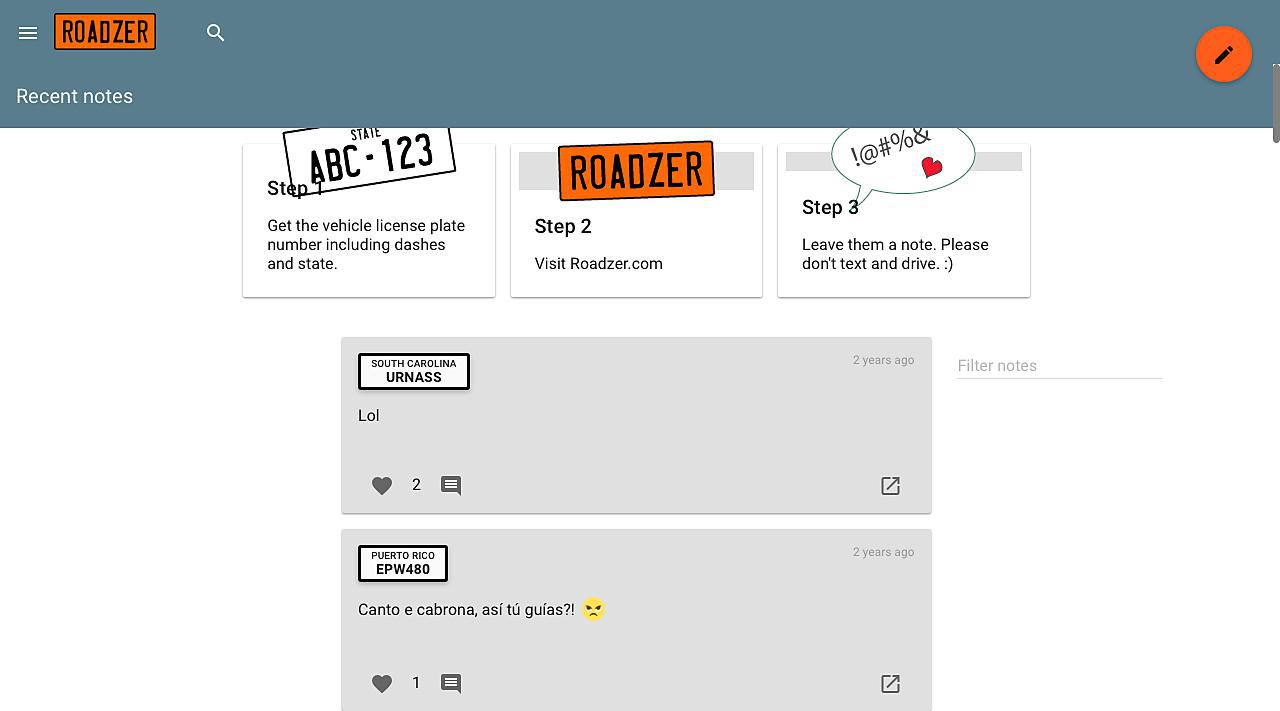 ROADZER
Recent notes
STATE
ABC-123
Step 1
Get the vehicle license plate
number including dashes
and state.
ROADZER
Step 2
Visit Roadzer.com
!@#%&
Step 3
Leave them a note. Please
don't text and drive. :)
SOUTH CAROLINA
URNASS
2 years ago
Lol
2
Filter notes
PUERTO RICO
EPW480
2 years ago
Canto e cabrona, así tú guías?! 😠
1